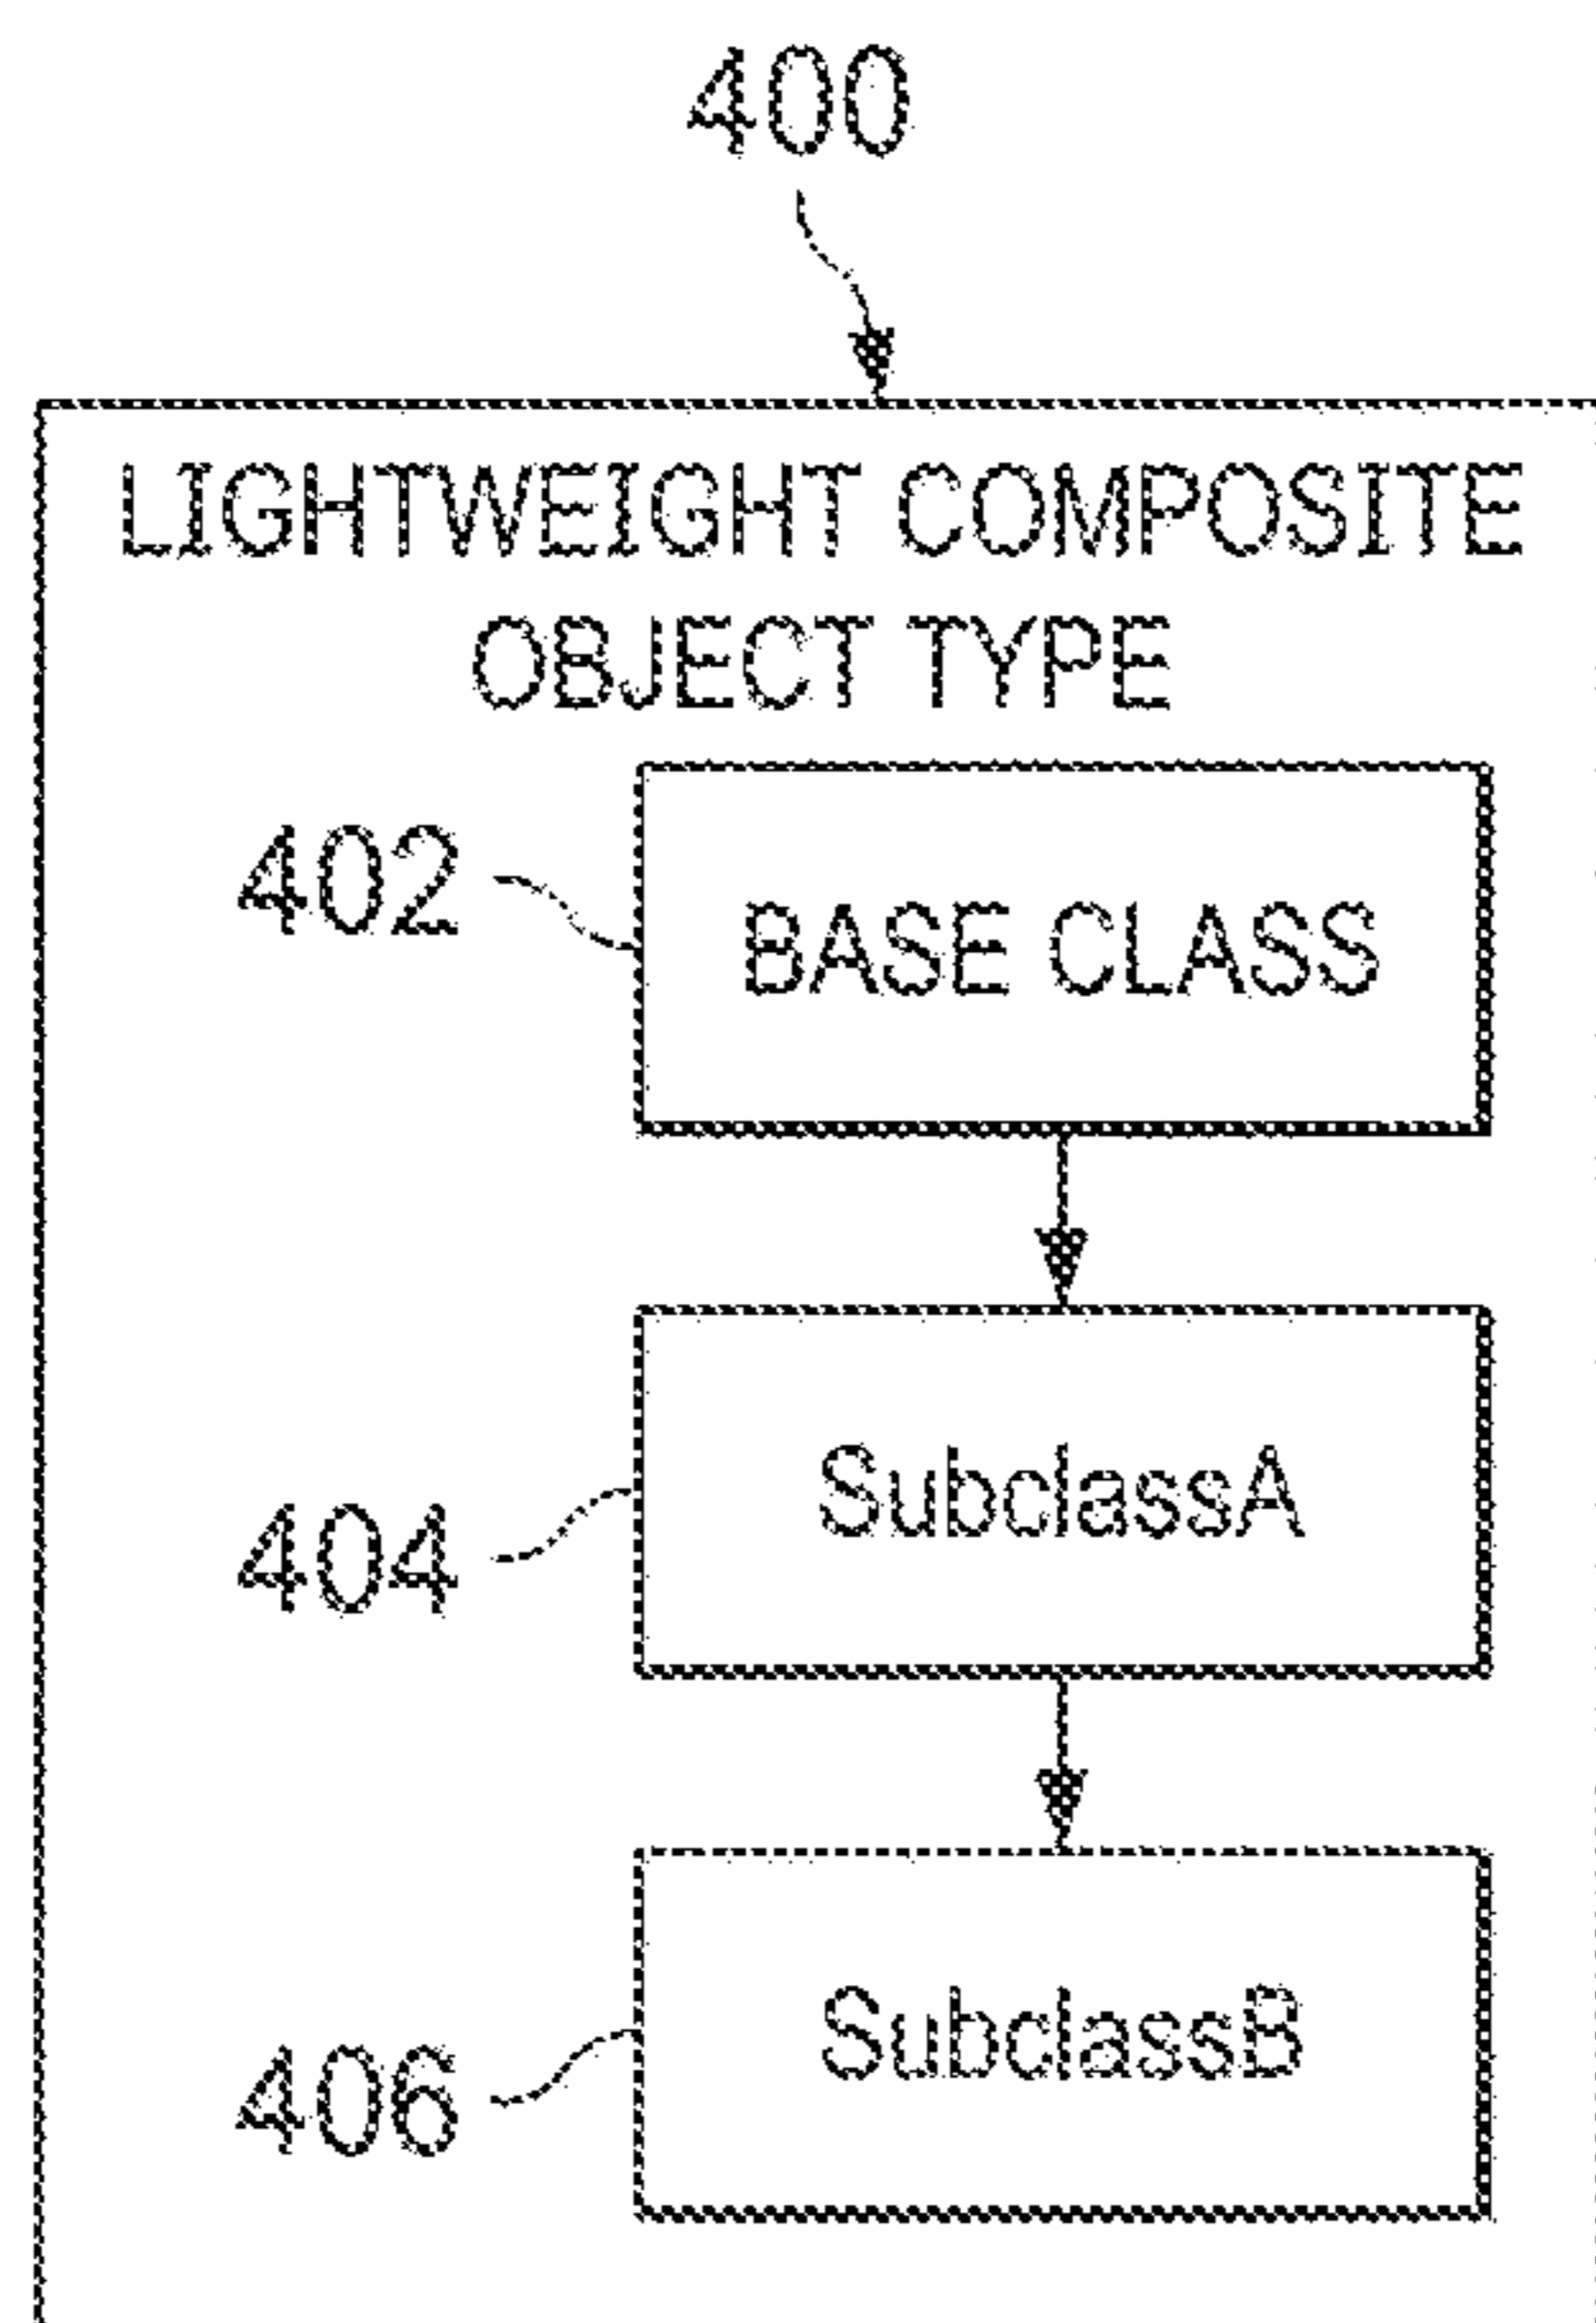 400
LIGHTWEIGHT COMPOSITE
OBJECT TYPE
402
BASE CLASS
404
SubclassA
406
SubclassB